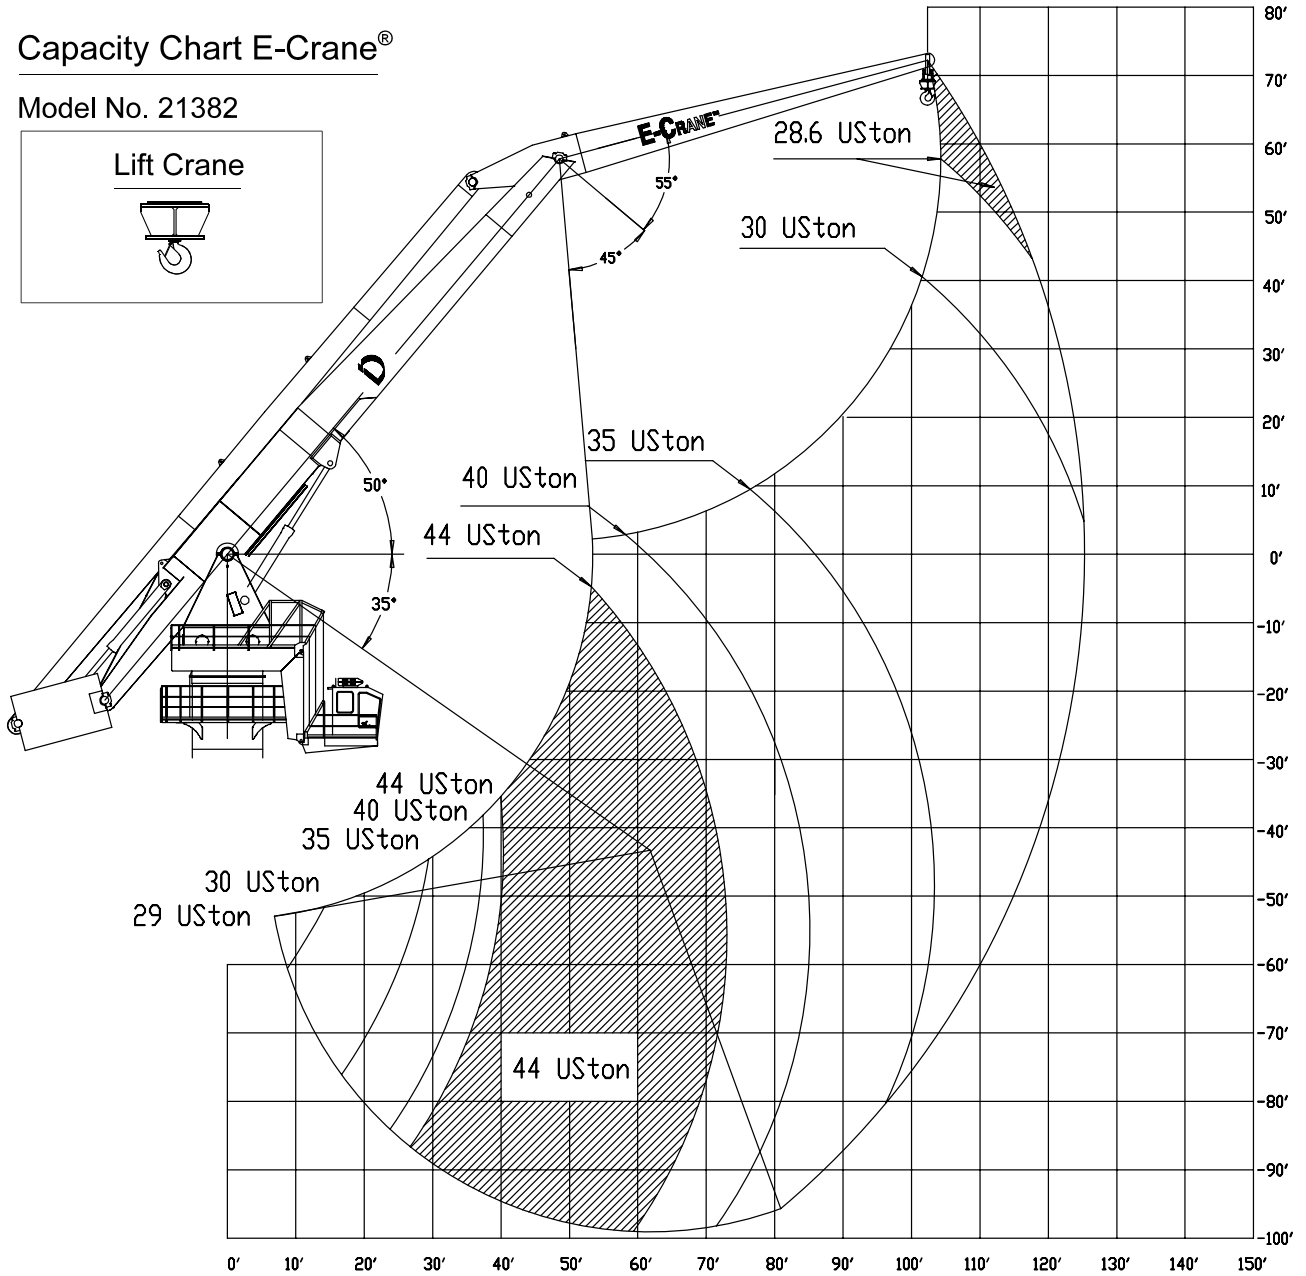 Capacity Chart E-Crane®
Model No. 21382
Lift Crane
E-CRANE™
D
55°
45°
50°
35°
28.6 USton
30 USton
35 USton
40 USton
44 USton
44 USton
40 USton
35 USton
30 USton
29 USton
44 USton
80′
70′
60′
50′
40′
30′
20′
10′
0′
-10′
-20′
-30′
-40′
-50′
-60′
-70′
-80′
-90′
-100′
0′ 10′ 20′ 30′ 40′ 50′ 60′ 70′ 80′ 90′ 100′ 110′ 120′ 130′ 140′ 150′